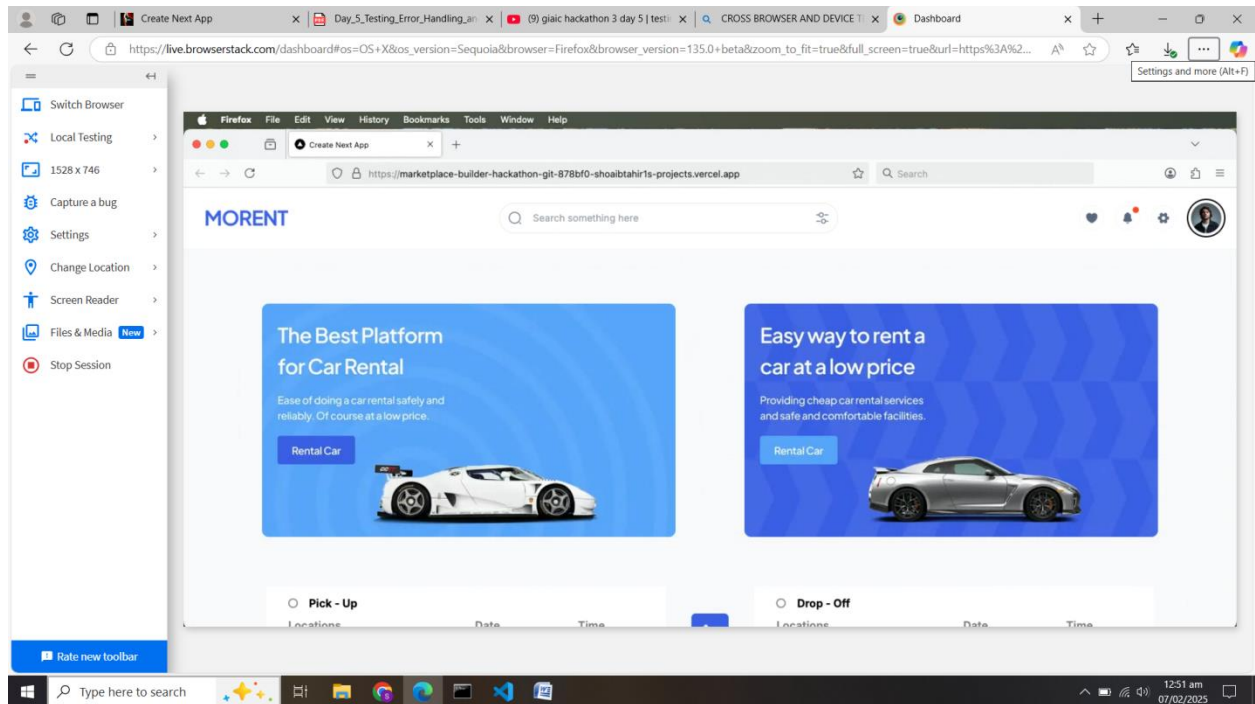 Create Next App
Day_5_Testing_Error_Handling_an
(9) giaic hackathon 3 day 5 | testi
CROSS BROWSER AND DEVICE T
Dashboard
https://live.browserstack.com/dashboard#os=OS+X&os_version=Sequoia&browser=Firefox&browser_version=135.0+beta&zoom_to_fit=true&full_screen=true&url=https%3A%2...
Settings and more (Alt+F)
Switch Browser
Local Testing
1528 x 746
Capture a bug
Settings
Change Location
Screen Reader
Files & Media New
Stop Session
Rate new toolbar
Firefox File Edit View History Bookmarks Tools Window Help
Create Next App
https://marketplace-builder-hackathon-git-878bf0-shoaibtahir1s-projects.vercel.app
Search
MORENT
Search something here
The Best Platform
for Car Rental
Ease of doing a car rental safely and
reliably. Of course at a low price.
Rental Car
Easy way to rent a
car at a low price
Providing cheap car rental services
and safe and comfortable facilities.
Rental Car
Pick - Up
Locations Date Time
Drop - Off
Locations Date Time
Type here to search
12:51 am
07/02/2025